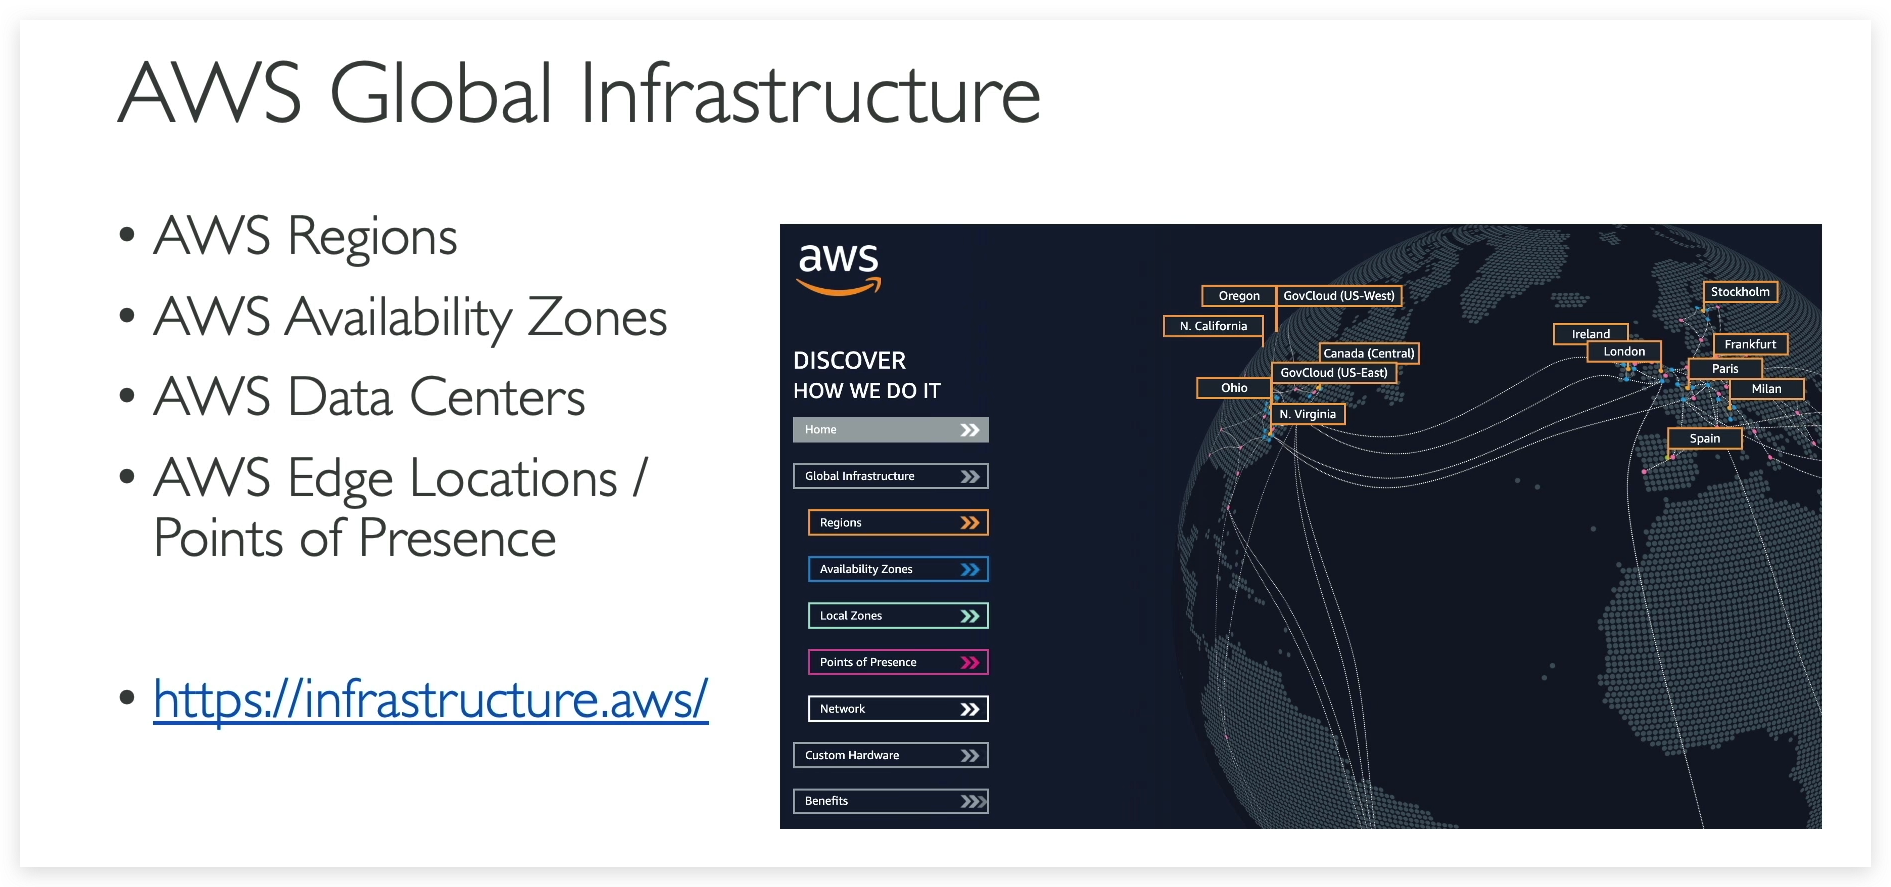 AWS Global Infrastructure
• AWS Regions
• AWS Availability Zones
• AWS Data Centers
• AWS Edge Locations /
Points of Presence
• https://infrastructure.aws/
aws
DISCOVER
HOW WE DO IT
Home
Global Infrastructure
Regions
Availability Zones
Local Zones
Points of Presence
Network
Custom Hardware
Benefits
Oregon
GovCloud (US-West)
N. California
Canada (Central)
GovCloud (US-East)
Ohio
N. Virginia
Stockholm
Ireland
London
Frankfurt
Paris
Milan
Spain